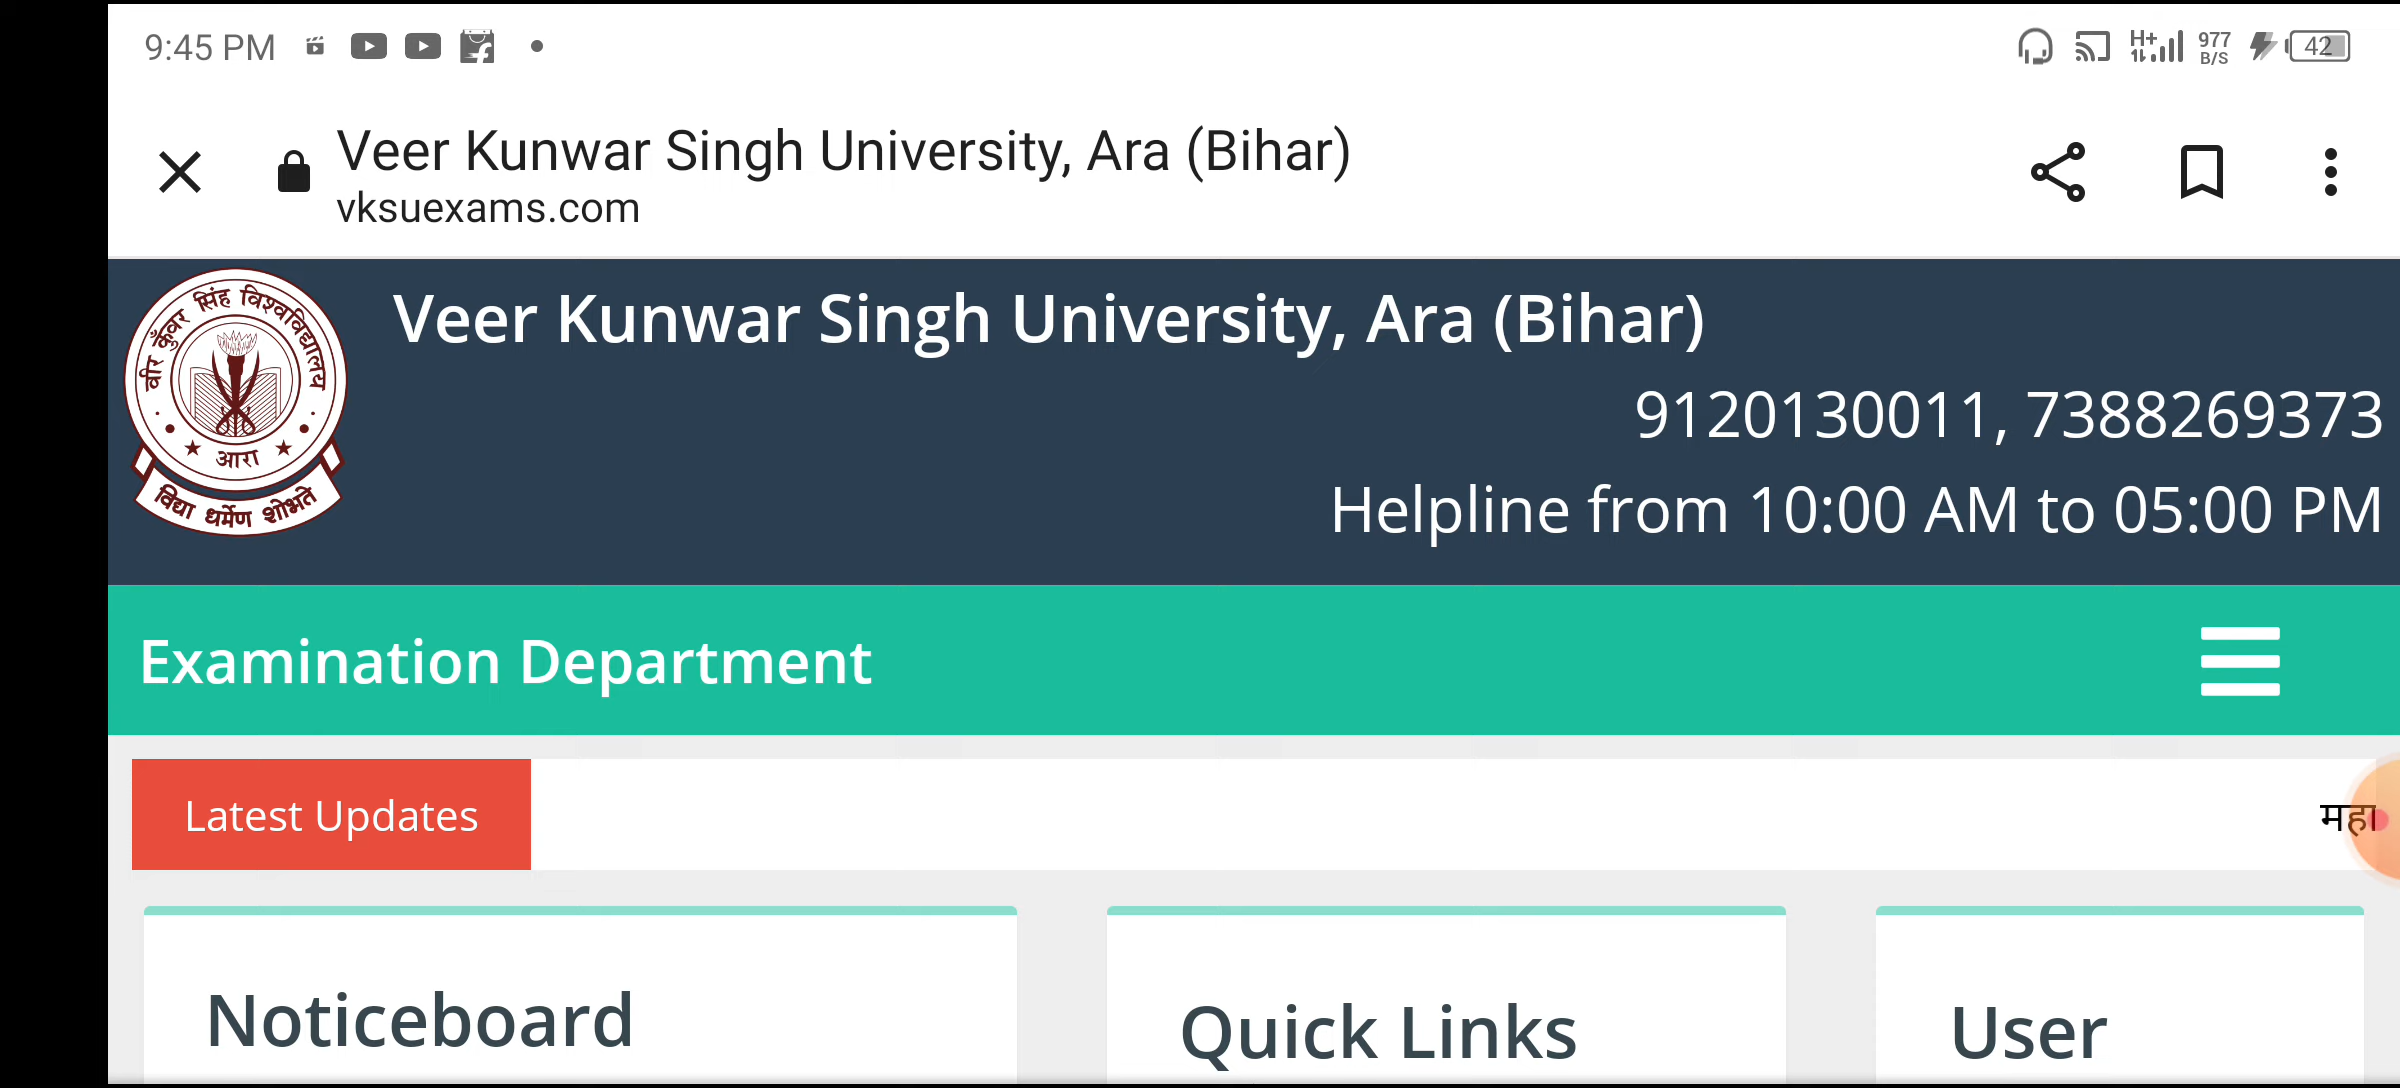 9:45 PM
H+
977
B/S
42
Veer Kunwar Singh University, Ara (Bihar)
vksuexams.com
वीर कुँवर सिंह विश्वविद्यालय
आरा
विद्या धर्मेण शोभते
Veer Kunwar Singh University, Ara (Bihar)
9120130011, 7388269373
Helpline from 10:00 AM to 05:00 PM
Examination Department
Latest Updates
महा
Noticeboard
Quick Links
User